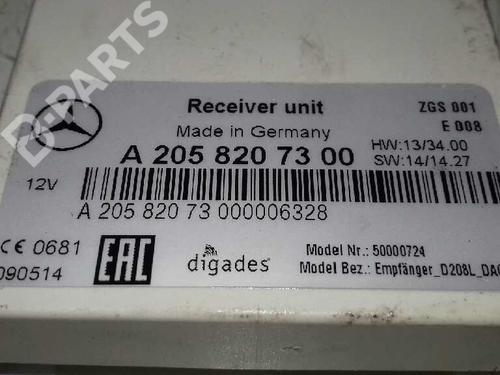 D-PARTS
Receiver unit
ZGS 001
Made in Germany
E 008
A 205 820 73 00
HW:13/34.00
SW:14/14.27
12V
A 205 820 73 000006328
CE 0681
090514
EAC
digades
Model Nr.: 50000724
Model Bez.: Empfänger_D208L_DA